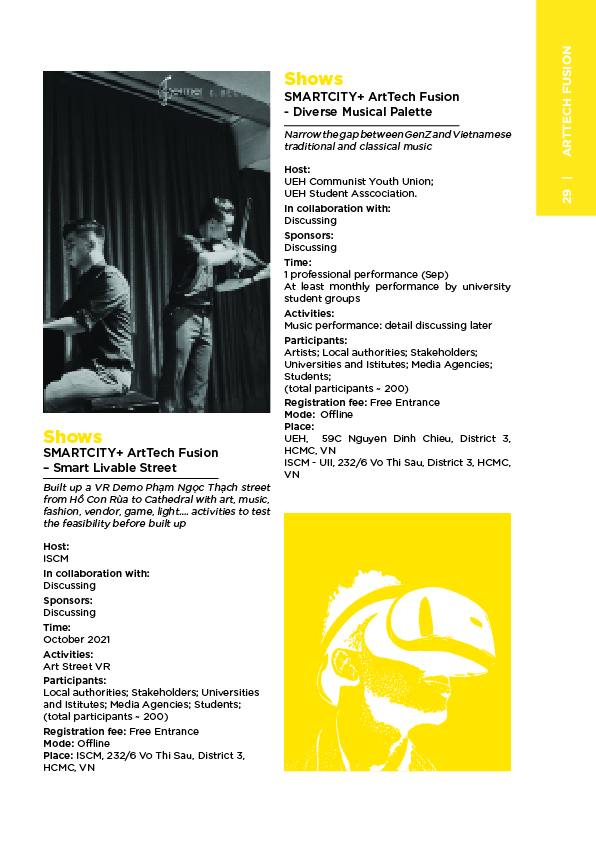 ARTTECH FUSION
29 |
Shows
SMARTCITY+ ArtTech Fusion
- Diverse Musical Palette
Narrow the gap between GenZ and Vietnamese
traditional and classical music
Host:
UEH Communist Youth Union;
UEH Student Asscociation.
In collaboration with:
Discussing
Sponsors:
Discussing
Time:
1 professional performance (Sep)
At least monthly performance by university
student groups
Activities:
Music performance: detail discussing later
Participants:
Artists; Local authorities; Stakeholders;
Universities and Istitutes; Media Agencies;
Students;
(total participants ~ 200)
Registration fee: Free Entrance
Mode: Offline
Place:
UEH, 59C Nguyen Dinh Chieu, District 3,
HCMC, VN
ISCM - UII, 232/6 Vo Thi Sau, District 3, HCMC,
VN
Shows
SMARTCITY+ ArtTech Fusion
– Smart Livable Street
Built up a VR Demo Phạm Ngọc Thạch street
from Hồ Con Rùa to Cathedral with art, music,
fashion, vendor, game, light.... activities to test
the feasibility before built up
Host:
ISCM
In collaboration with:
Discussing
Sponsors:
Discussing
Time:
October 2021
Activities:
Art Street VR
Participants:
Local authorities; Stakeholders; Universities
and Istitutes; Media Agencies; Students;
(total participants ~ 200)
Registration fee: Free Entrance
Mode: Offline
Place: ISCM, 232/6 Vo Thi Sau, District 3,
HCMC, VN